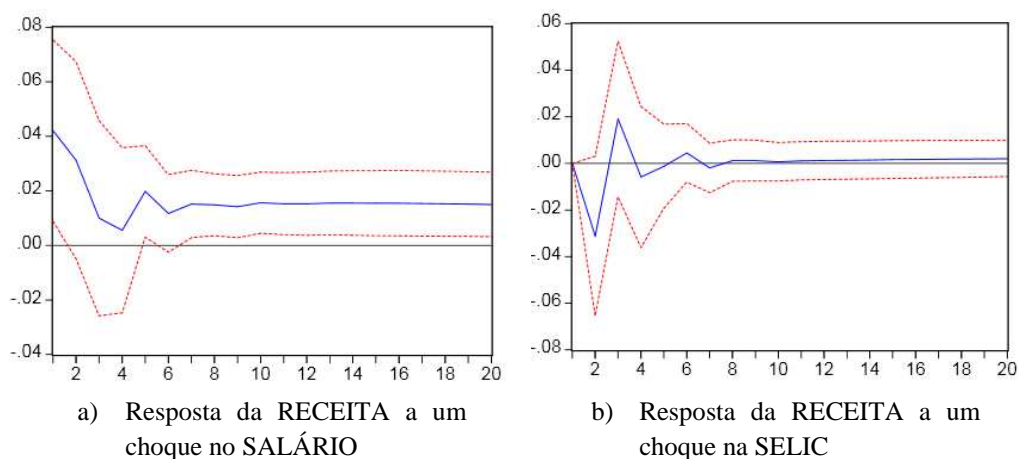 .08
.06
.04
.02
.00
-.02
-.04
2 4 6 8 10 12 14 16 18 20
.06
.04
.02
.00
-.02
-.04
-.06
-.08
2 4 6 8 10 12 14 16 18 20
a) Resposta da RECEITA a um
choque no SALÁRIO
b) Resposta da RECEITA a um
choque na SELIC